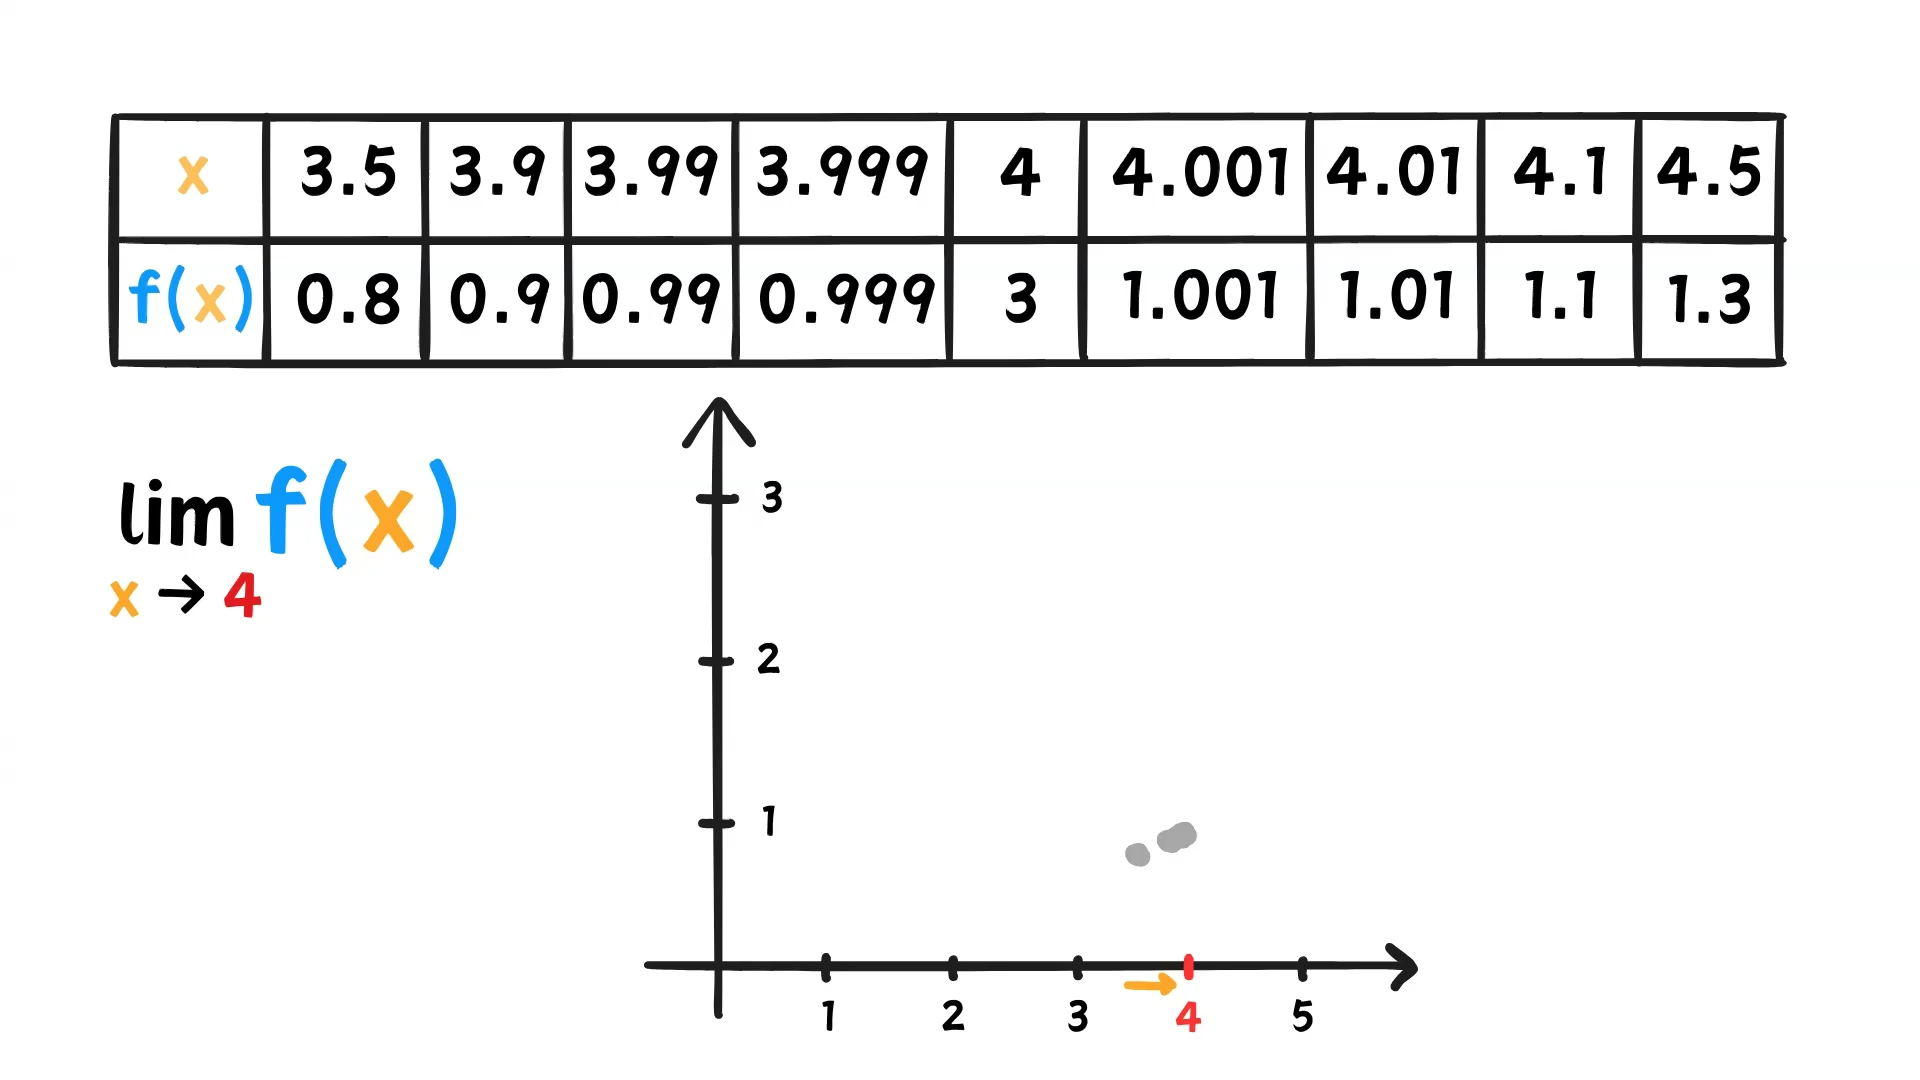 x 3.5 3.9 3.99 3.999 4 4.001 4.01 4.1 4.5
f(x) 0.8 0.9 0.99 0.999 3 1.001 1.01 1.1 1.3
lim f(x)
x → 4
3
2
1
1 2 3 4 5